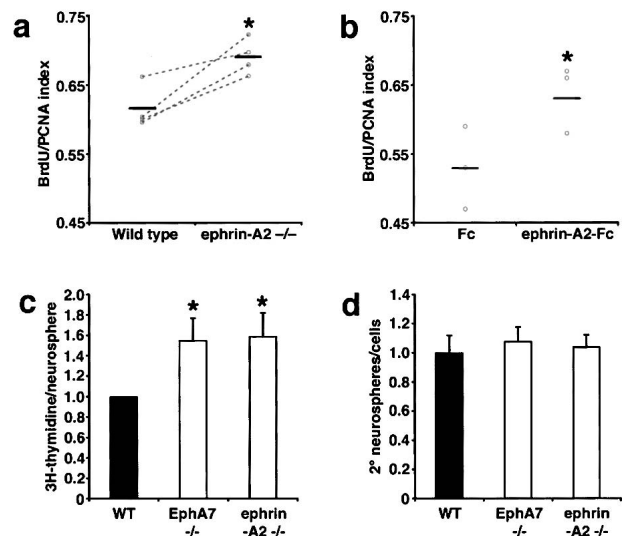 a
BrdU/PCNA index
0.75
0.65
0.55
0.45
*
Wild type
ephrin-A2 –/–
b
BrdU/PCNA index
0.75
0.65
0.55
0.45
*
Fc
ephrin-A2-Fc
c
3H-thymidine/neurosphere
2.0
1.8
1.6
1.4
1.2
1.0
0.8
0.6
0.4
0.2
0
*
*
WT
EphA7
-/-
ephrin
-A2 -/-
d
2° neurospheres/cells
1.4
1.2
1.0
0.8
0.6
0.4
0.2
0
WT
EphA7
-/-
ephrin
-A2 -/-